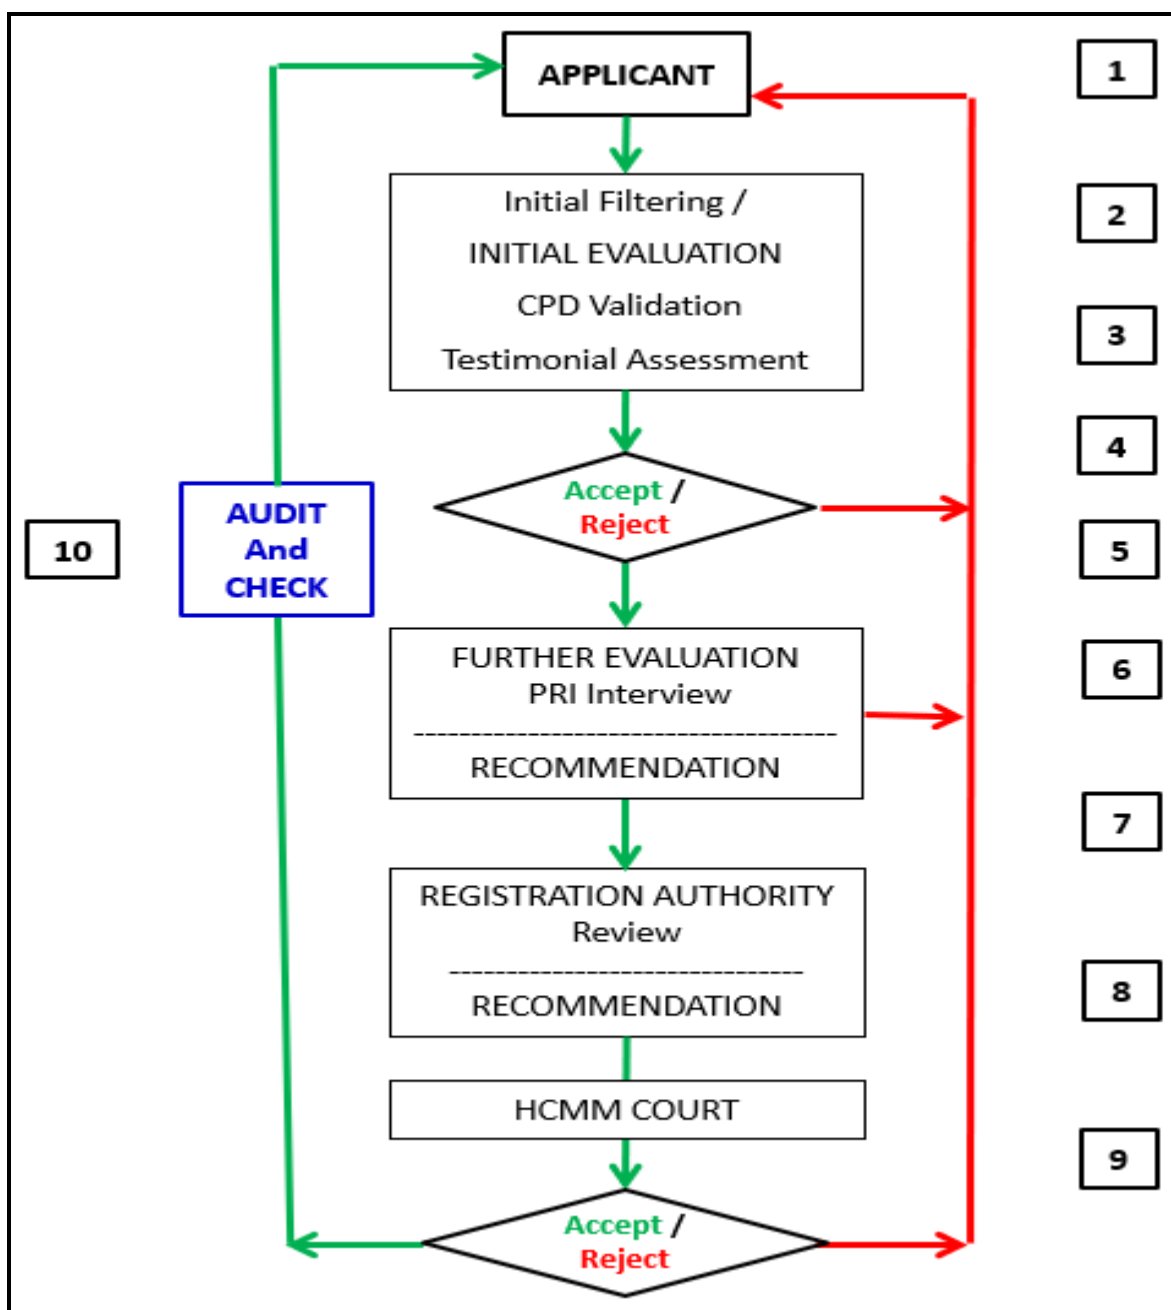 APPLICANT
1
Initial Filtering /
2
INITIAL EVALUATION
CPD Validation
3
Testimonial Assessment
4
Accept /
Reject
AUDIT
And
CHECK
10
5
FURTHER EVALUATION
PRI Interview
6
------------------------------------
RECOMMENDATION
7
REGISTRATION AUTHORITY
Review
-------------------------------
RECOMMENDATION
8
HCMM COURT
9
Accept /
Reject